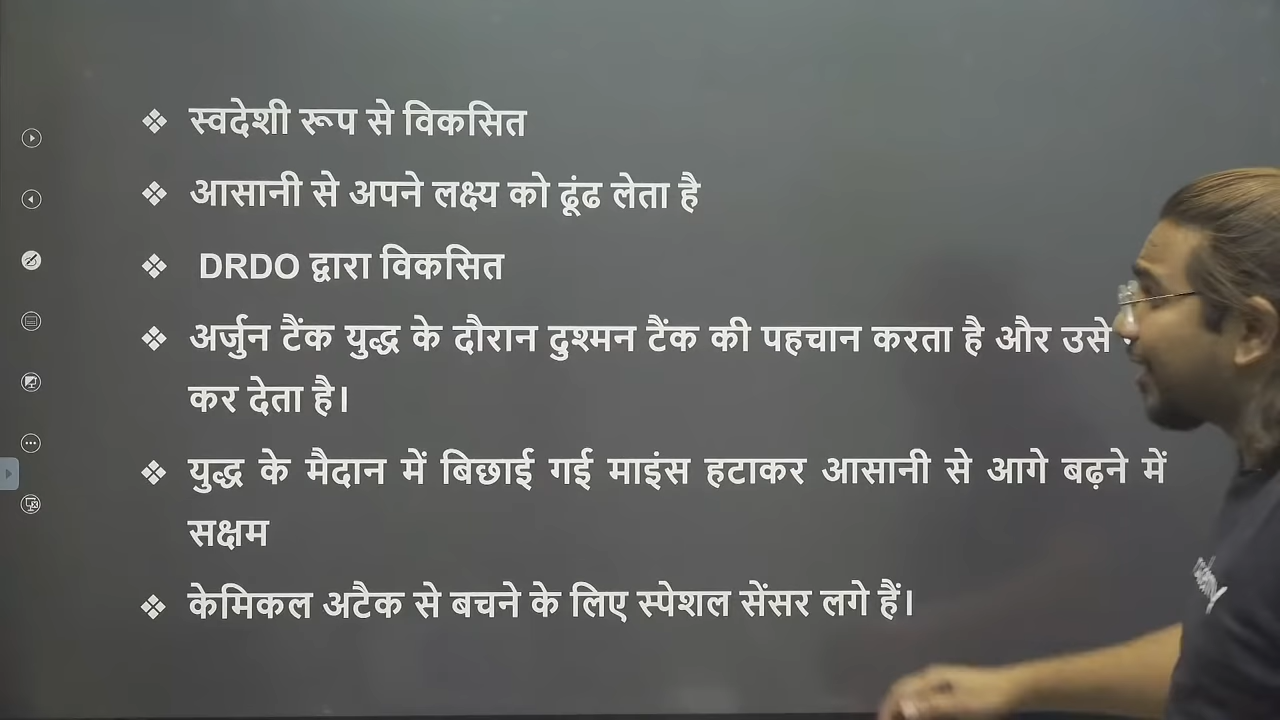 ❖ स्वदेशी रूप से विकसित
❖ आसानी से अपने लक्ष्य को ढूंढ लेता है
❖ DRDO द्वारा विकसित
❖ अर्जुन टैंक युद्ध के दौरान दुश्मन टैंक की पहचान करता है और उसे
कर देता है।
❖ युद्ध के मैदान में बिछाई गई माइंस हटाकर आसानी से आगे बढ़ने में
सक्षम
❖ केमिकल अटैक से बचने के लिए स्पेशल सेंसर लगे हैं।